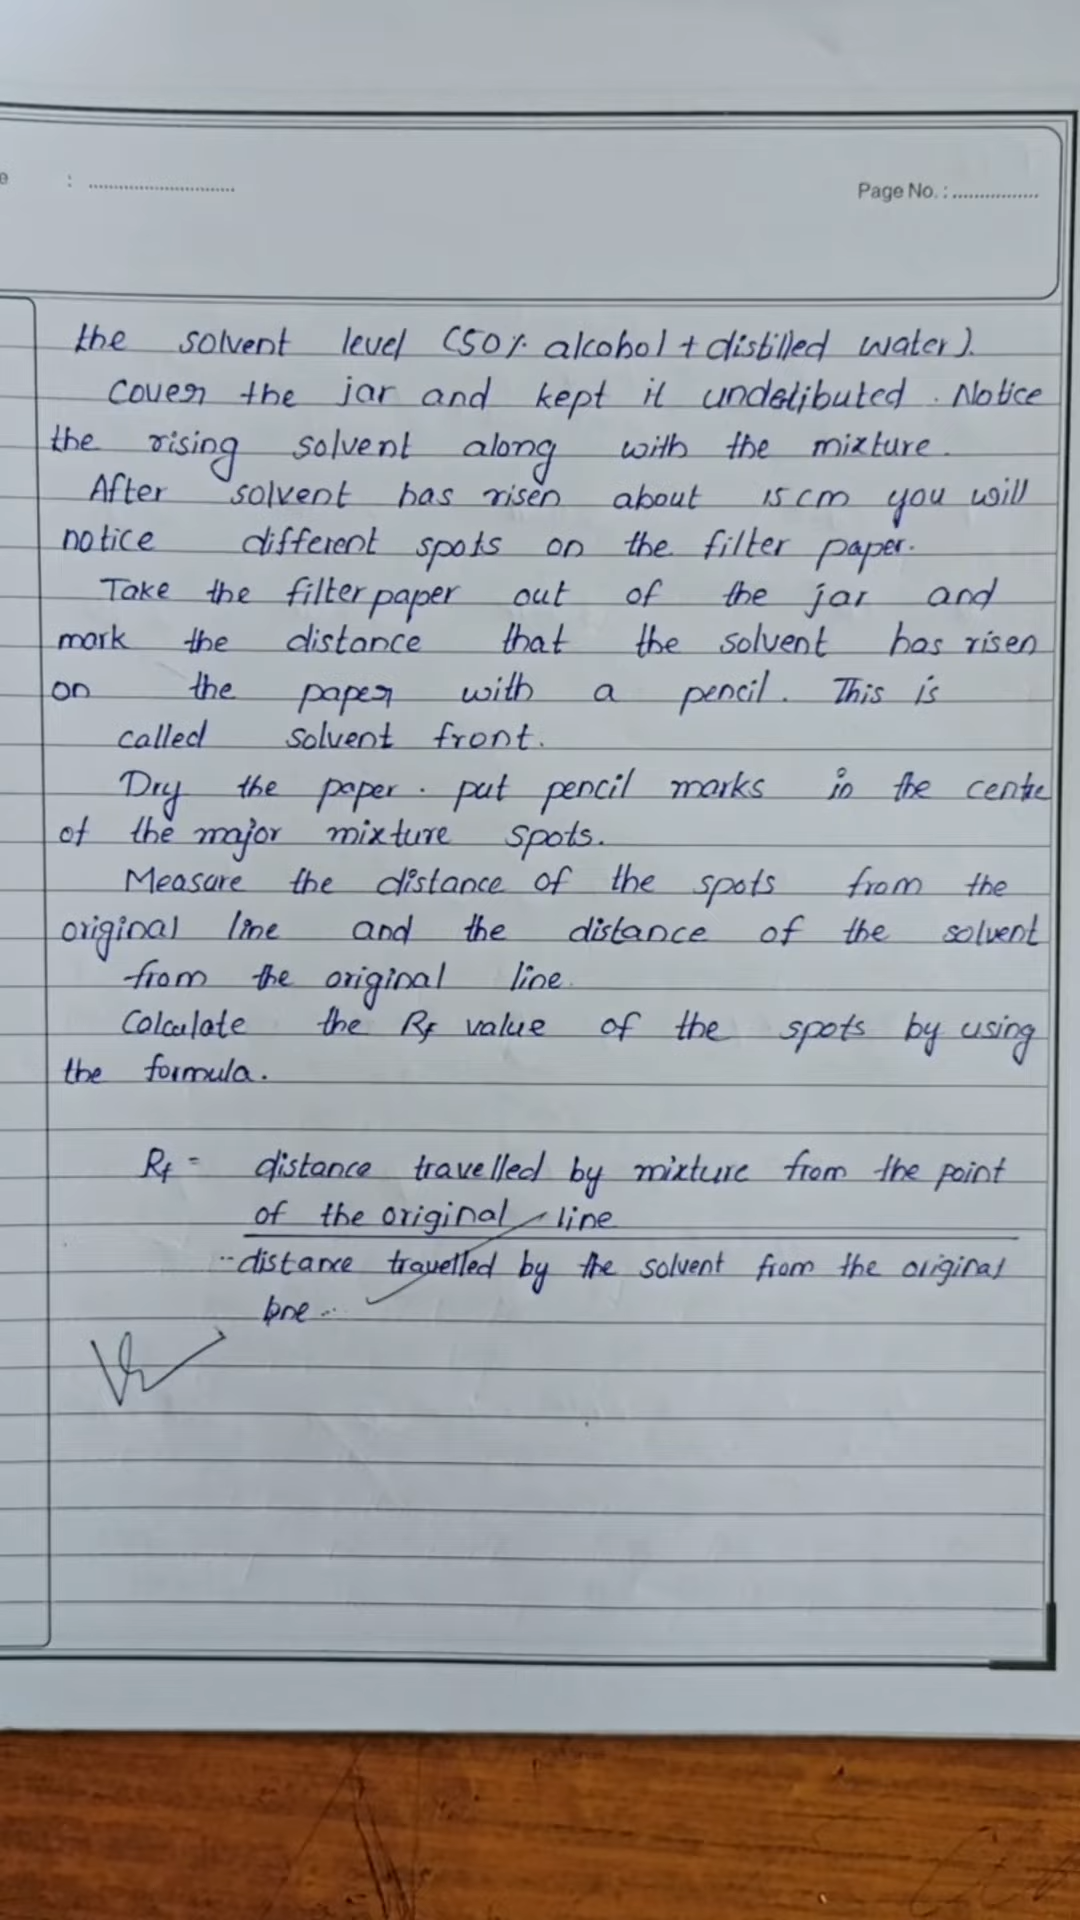 e : ............................
Page No. : .................
the solvent level (50% alcohol + distilled water).
Cover the jar and kept it undetibuted. Notice
the rising solvent along with the mixture.
After solvent has risen about 15 cm you will
notice different spots on the filter paper.
Take the filter paper out of the jar and
mark the distance that the solvent has risen
on the paper with a pencil. This is
called solvent front.
Dry the paper. put pencil marks in the centre
of the major mixture spots.
Measure the distance of the spots from the
original line and the distance of the solvent
from the original line.
Calculate the Rf value of the spots by using
the formula.
Rf = distance travelled by mixture from the point
of the original line
distance travelled by the solvent from the original
line